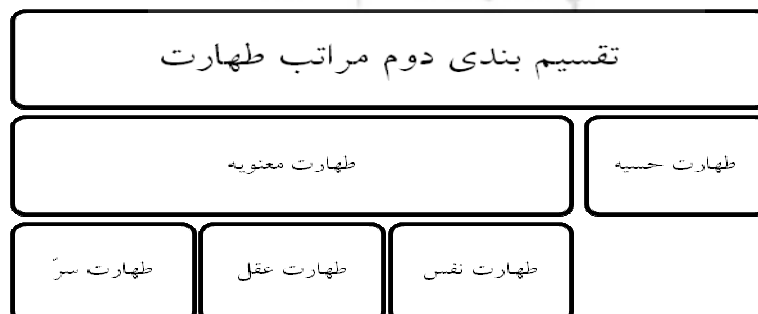 تقسیم بندی دوم مراتب طهارت
طهارت حسیه
طهارت معنویه
طهارت نفس
طهارت عقل
طهارت سرّ